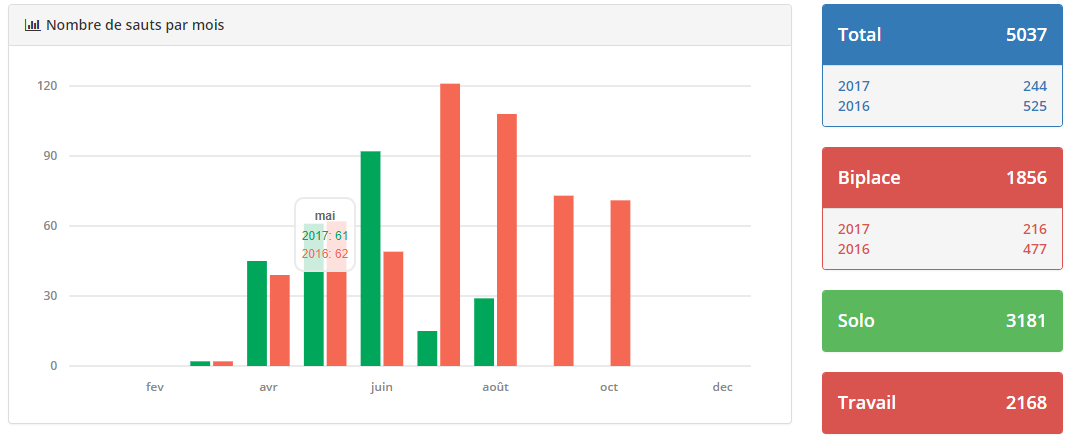 Nombre de sauts par mois
120
90
60
30
0
mai
2017: 61
2016: 62
fev avr juin août oct dec
Total 5037
2017 244
2016 525
Biplace 1856
2017 216
2016 477
Solo 3181
Travail 2168